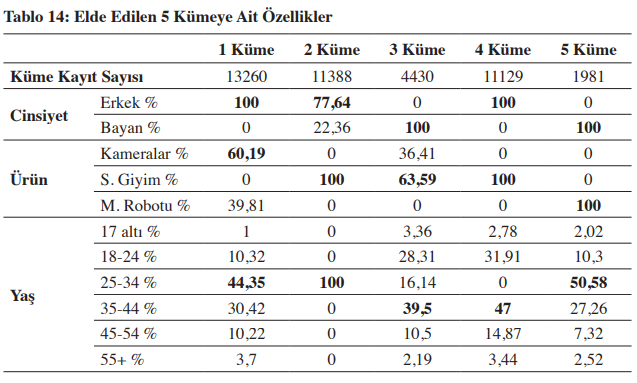 Tablo 14: Elde Edilen 5 Kümeye Ait Özellikler
1 Küme 2 Küme 3 Küme 4 Küme 5 Küme
Küme Kayıt Sayısı 13260 11388 4430 11129 1981
Cinsiyet Erkek % 100 77,64 0 100 0
Bayan % 0 22,36 100 0 100
Ürün Kameralar % 60,19 0 36,41 0 0
S. Giyim % 0 100 63,59 100 0
M. Robotu % 39,81 0 0 0 100
Yaş 17 altı % 1 0 3,36 2,78 2,02
18-24 % 10,32 0 28,31 31,91 10,3
25-34 % 44,35 100 16,14 0 50,58
35-44 % 30,42 0 39,5 47 27,26
45-54 % 10,22 0 10,5 14,87 7,32
55+ % 3,7 0 2,19 3,44 2,52